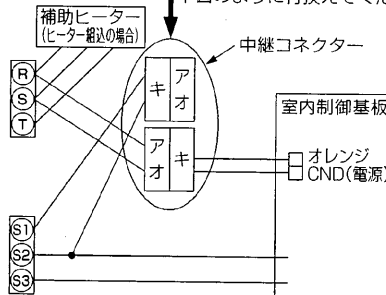 下図のように付換えてくだ
補助ヒーター
(ヒーター組込の場合)
中継コネクター
R
S
T
キ
アオ
アオ
キ
室内制御基板
オレンジ
CND(電源)
S1
S2
S3